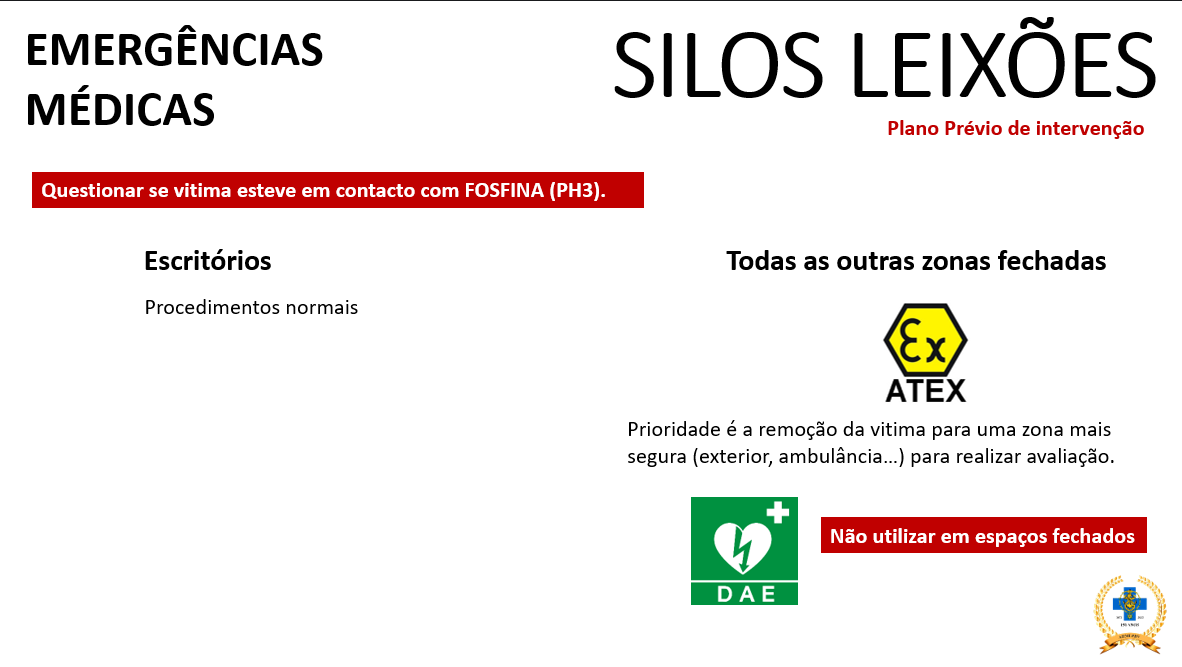 EMERGÊNCIAS
MÉDICAS
SILOS LEIXÕES
Plano Prévio de intervenção
Questionar se vitima esteve em contacto com FOSFINA (PH3).
Escritórios
Procedimentos normais
Todas as outras zonas fechadas
Ex
ATEX
Prioridade é a remoção da vitima para uma zona mais
segura (exterior, ambulância…) para realizar avaliação.
DAE
Não utilizar em espaços fechados